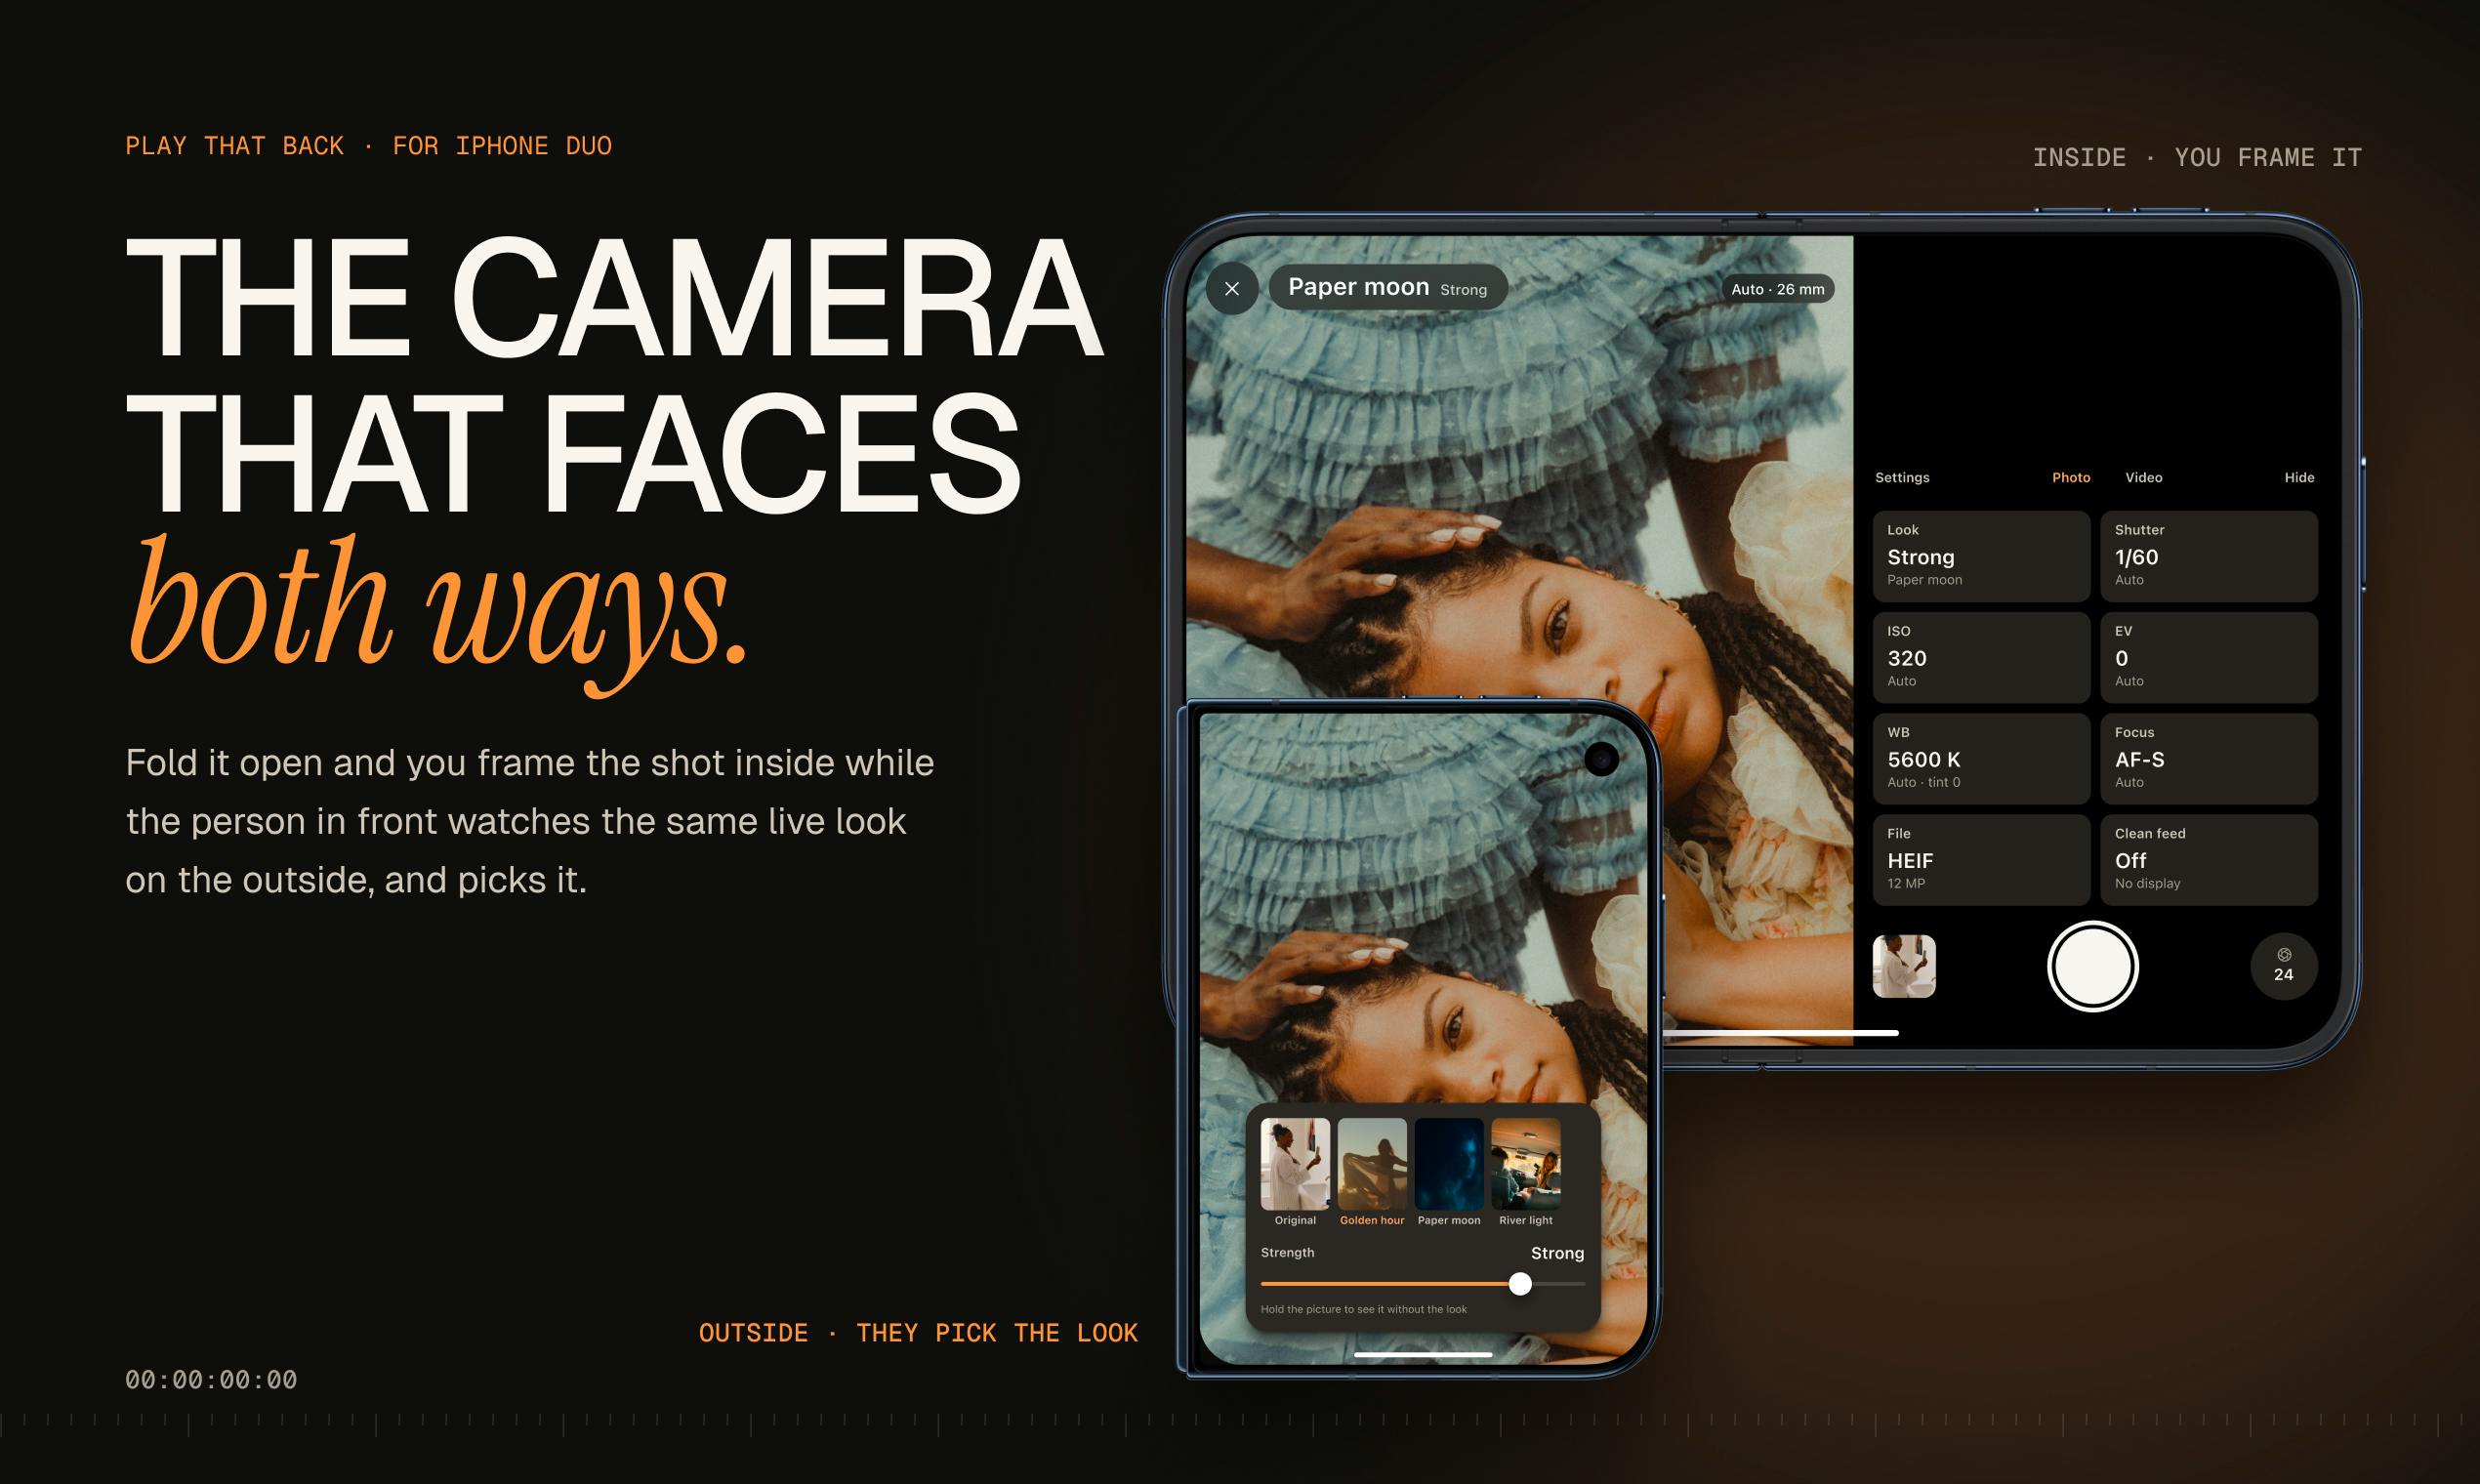 PLAY THAT BACK · FOR IPHONE DUO
THE CAMERA
THAT FACES
both ways.
Fold it open and you frame the shot inside while
the person in front watches the same live look
on the outside, and picks it.
INSIDE · YOU FRAME IT
Paper moon Strong
Auto · 26 mm
Settings Photo Video Hide
Look
Strong
Paper moon
Shutter
1/60
Auto
ISO
320
Auto
EV
0
Auto
WB
5600 K
Auto · tint 0
Focus
AF-S
Auto
File
HEIF
12 MP
Clean feed
Off
No display
24
Original Golden hour Paper moon River light
Strength Strong
Hold the picture to see it without the look
OUTSIDE · THEY PICK THE LOOK
00:00:00:00